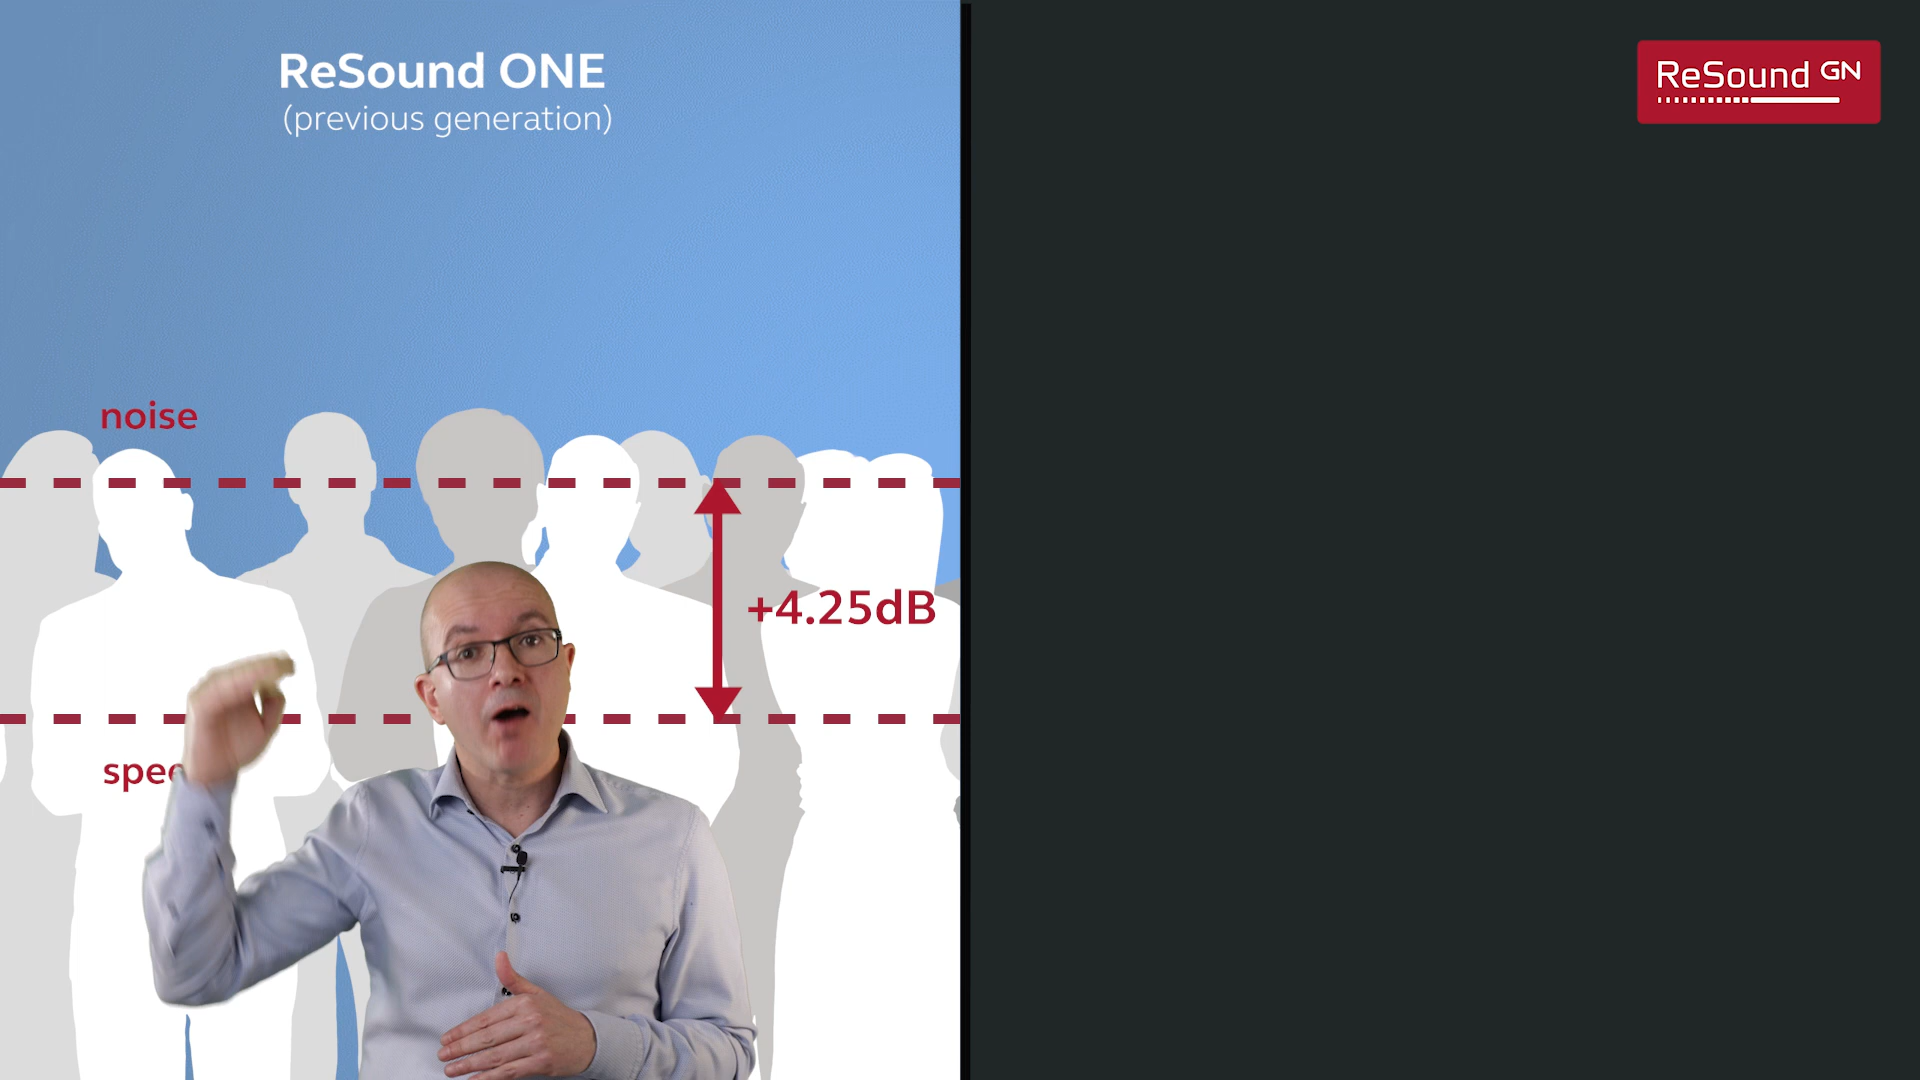 ReSound ONE
(previous generation)
ReSound GN
noise
+4.25dB